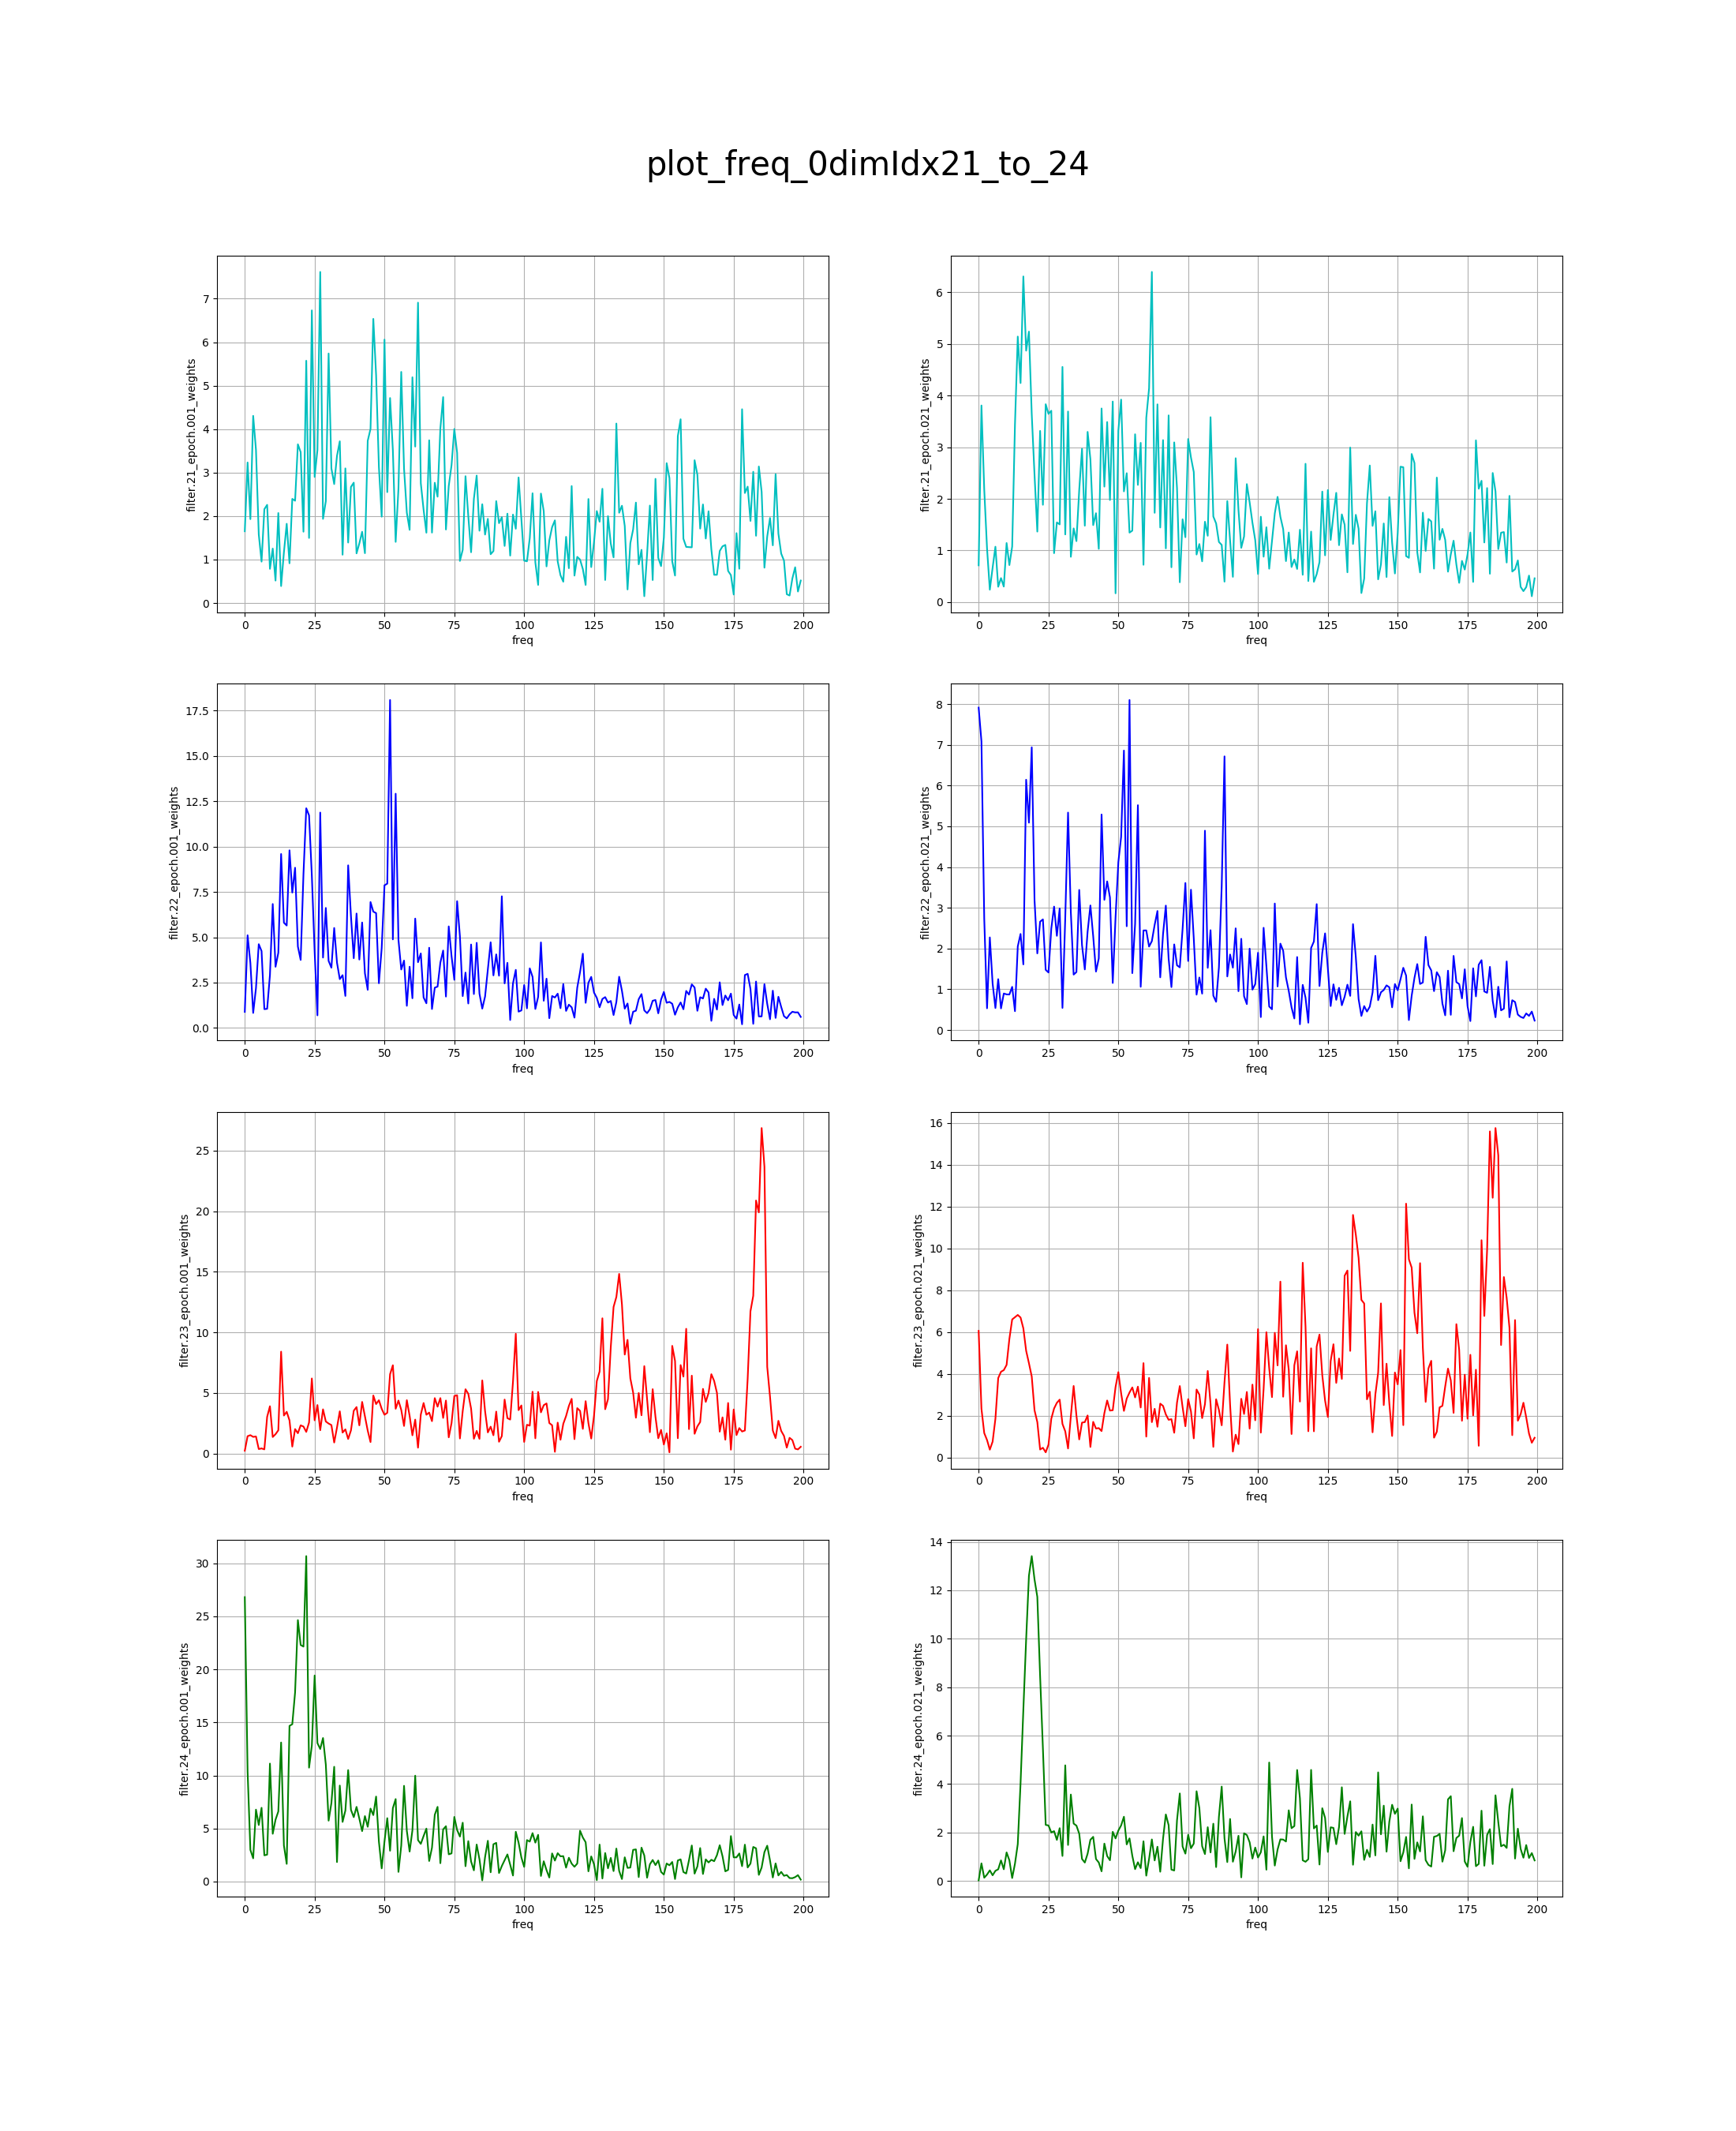 plot_freq_0dimIdx21_to_24
filter.21_epoch.001_weights
7
6
5
4
3
2
1
0
0 25 50 75 100 125 150 175 200
freq
filter.21_epoch.021_weights
6
5
4
3
2
1
0
0 25 50 75 100 125 150 175 200
freq
filter.22_epoch.001_weights
17.5
15.0
12.5
10.0
7.5
5.0
2.5
0.0
0 25 50 75 100 125 150 175 200
freq
filter.22_epoch.021_weights
8
7
6
5
4
3
2
1
0
0 25 50 75 100 125 150 175 200
freq
filter.23_epoch.001_weights
25
20
15
10
5
0
0 25 50 75 100 125 150 175 200
freq
filter.23_epoch.021_weights
16
14
12
10
8
6
4
2
0
0 25 50 75 100 125 150 175 200
freq
filter.24_epoch.001_weights
30
25
20
15
10
5
0
0 25 50 75 100 125 150 175 200
freq
filter.24_epoch.021_weights
14
12
10
8
6
4
2
0
0 25 50 75 100 125 150 175 200
freq